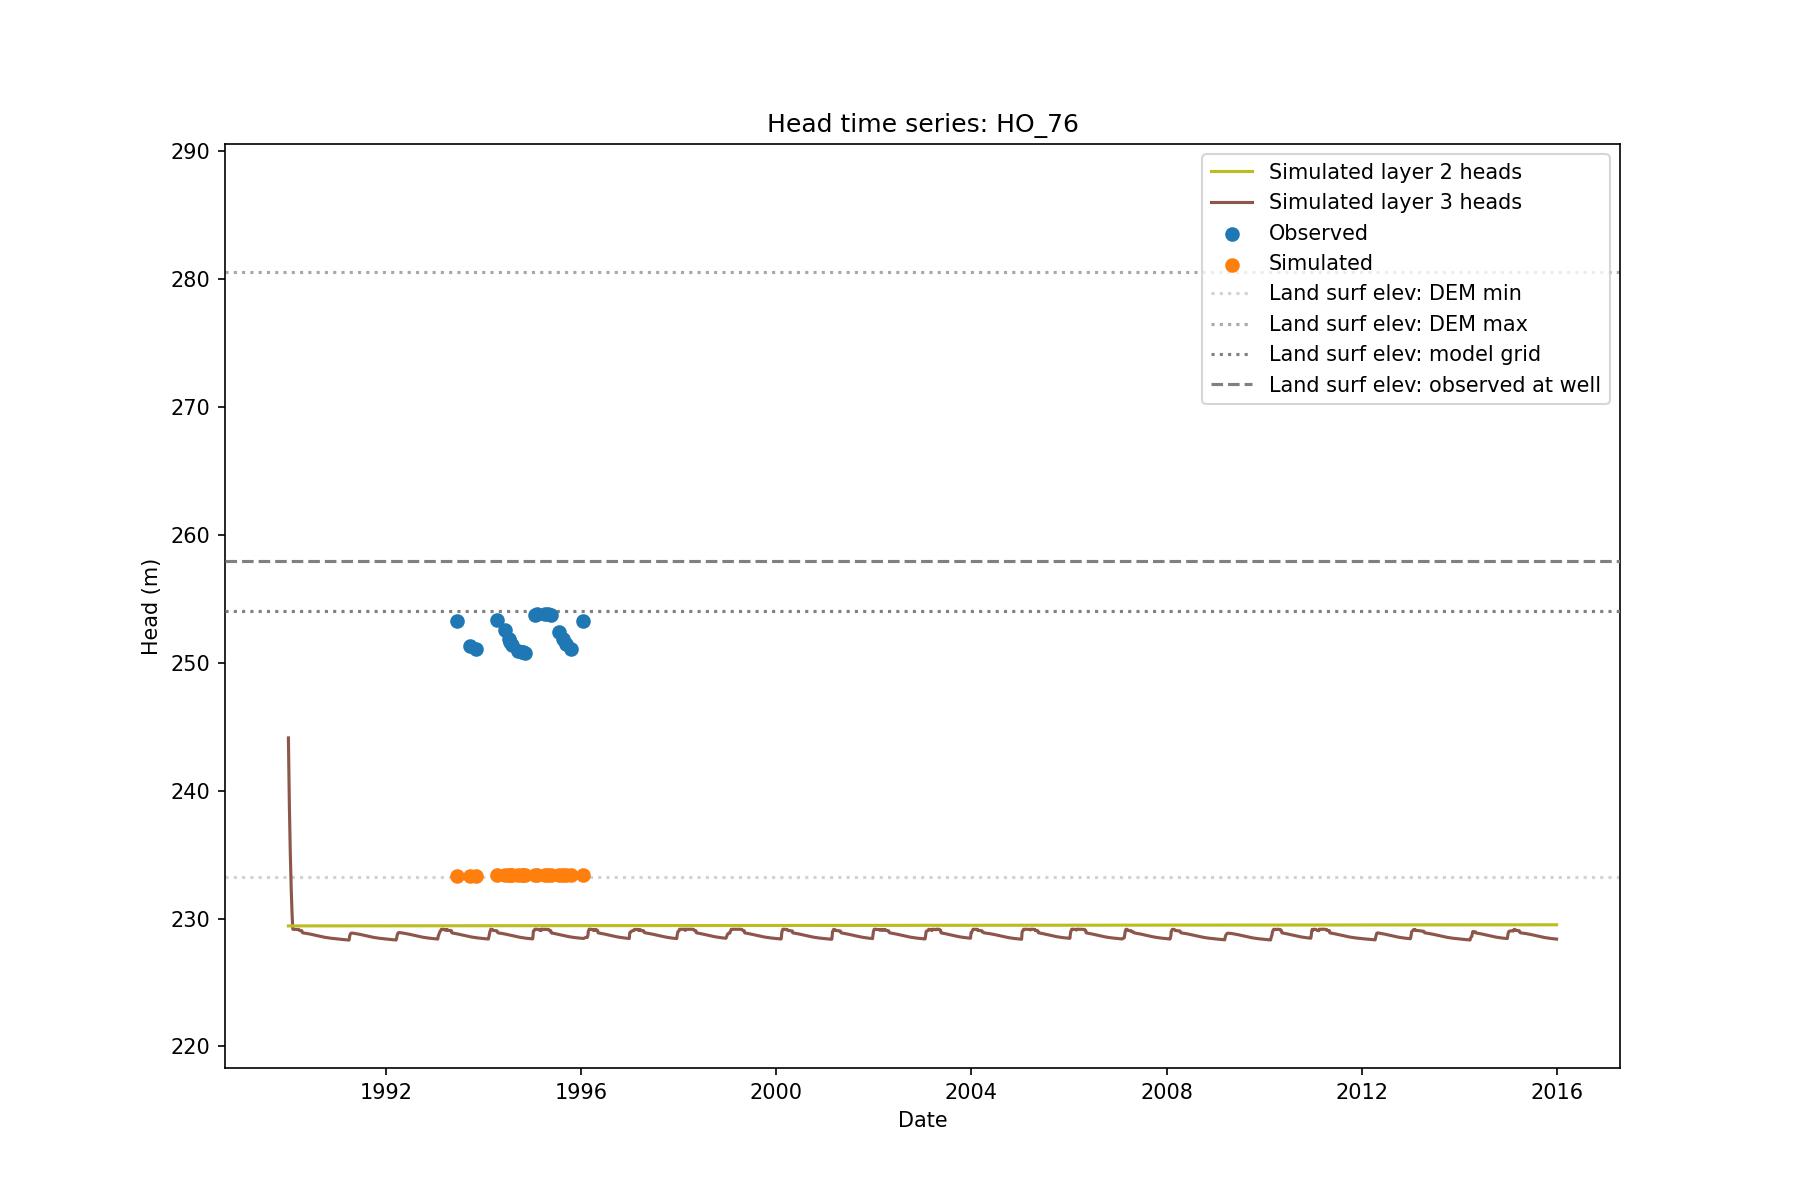 Head time series: HO_76
290
280
270
260
250
240
230
220
Head (m)
Simulated layer 2 heads
Simulated layer 3 heads
Observed
Simulated
Land surf elev: DEM min
Land surf elev: DEM max
Land surf elev: model grid
Land surf elev: observed at well
1992 1996 2000 2004 2008 2012 2016
Date